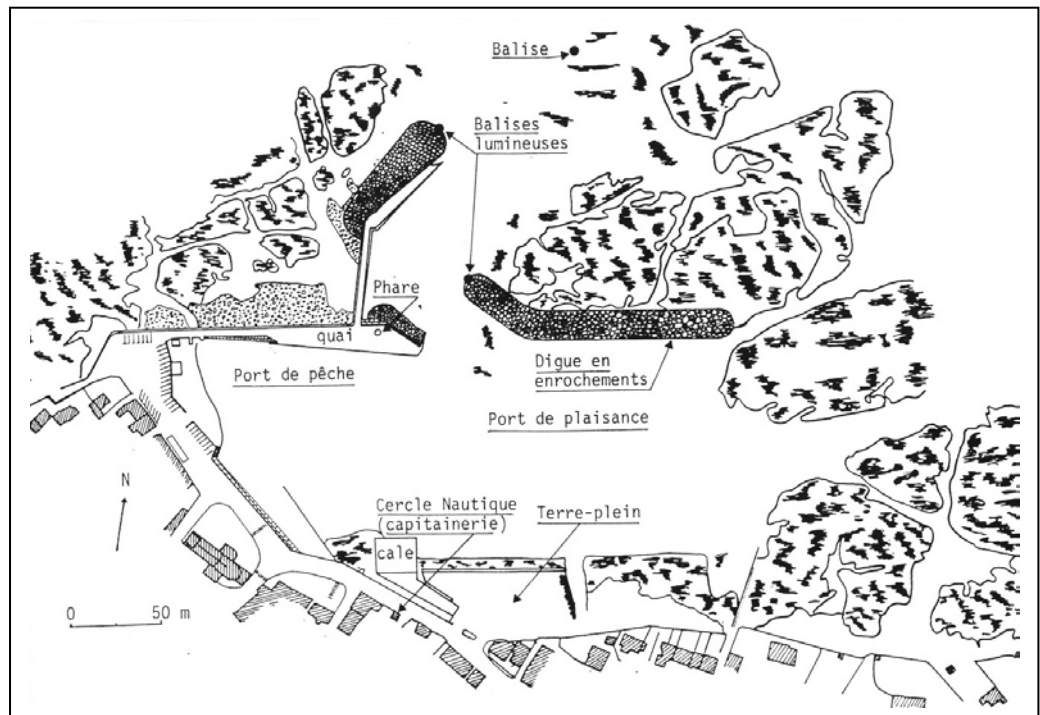 Balise
Balises
lumineuses
Phare
quai
Port de pêche
Digue en
enrochements
Port de plaisance
N
Cercle Nautique
(capitainerie)
Terre-plein
cale
0 50 m